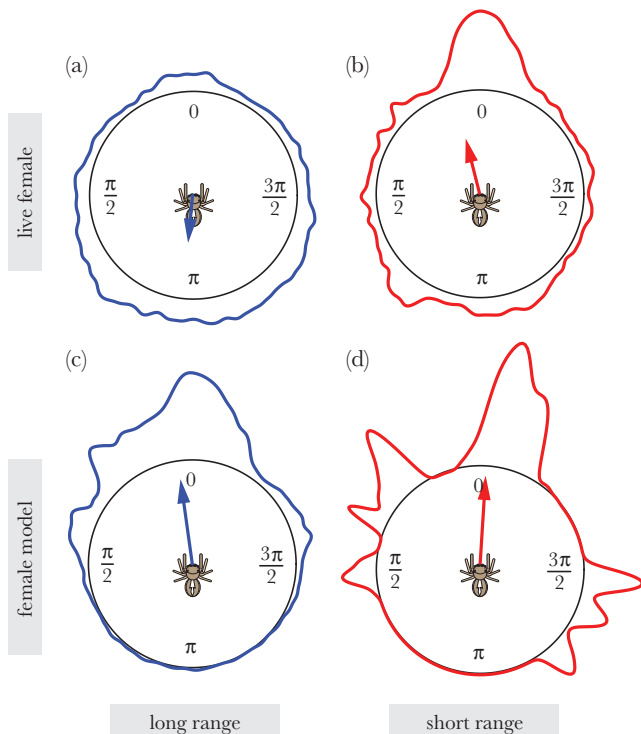 (a)
0
π/2
3π/2
π
live female
(b)
0
π/2
3π/2
π
(c)
0
π/2
3π/2
π
female model
(d)
0
π/2
3π/2
π
long range
short range